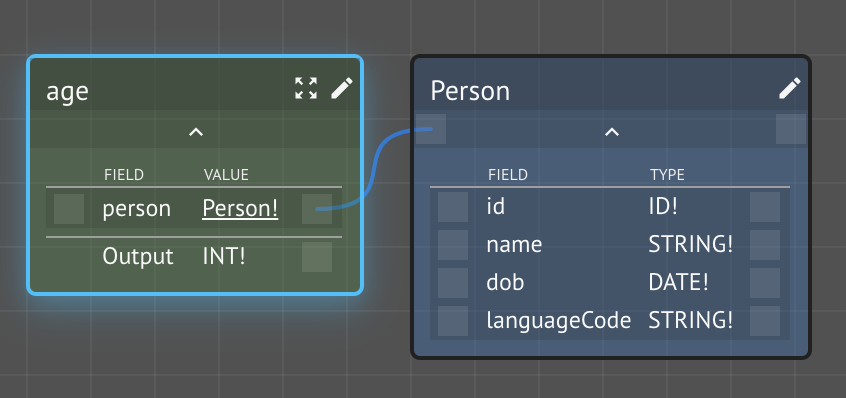 age
FIELD VALUE
person Person!
Output INT!
Person
FIELD TYPE
id ID!
name STRING!
dob DATE!
languageCode STRING!